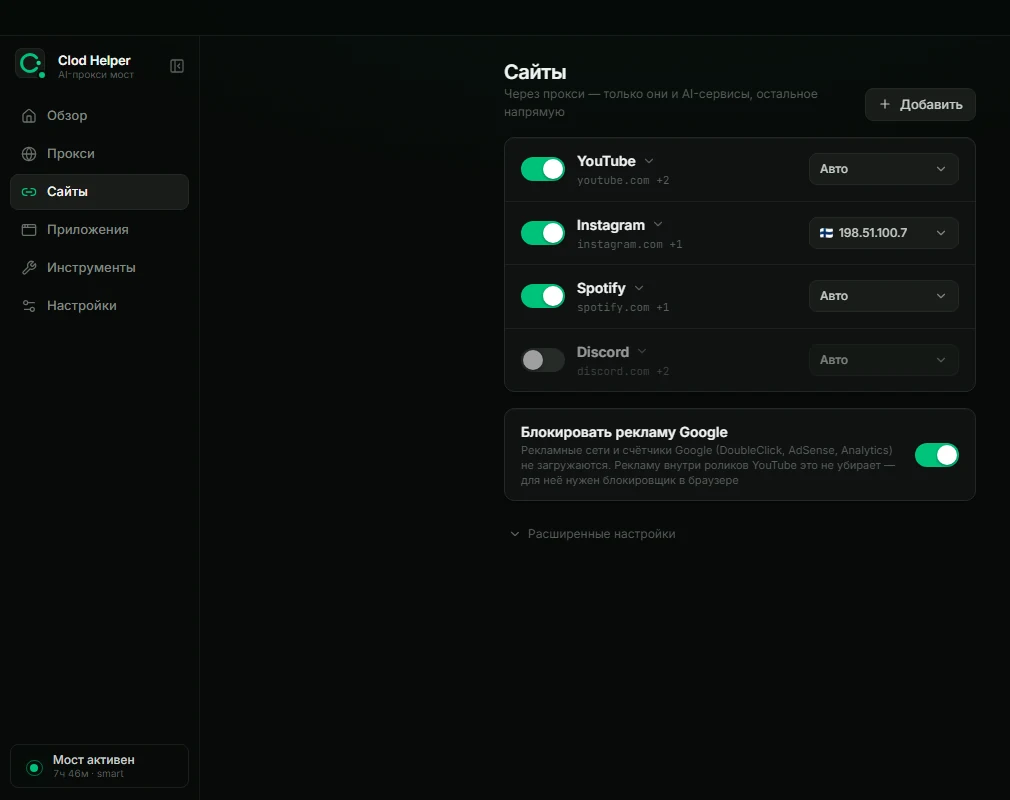 Clod Helper
AI-прокси мост
Обзор
Прокси
Сайты
Приложения
Инструменты
Настройки
Мост активен
7ч 46м · smart
Сайты
Через прокси — только они и AI-сервисы, остальное
напрямую
+ Добавить
YouTube
youtube.com +2
Авто
Instagram
instagram.com +1
198.51.100.7
Spotify
spotify.com +1
Авто
Discord
discord.com +2
Авто
Блокировать рекламу Google
Рекламные сети и счётчики Google (DoubleClick, AdSense, Analytics)
не загружаются. Рекламу внутри роликов YouTube это не убирает —
для неё нужен блокировщик в браузере
Расширенные настройки